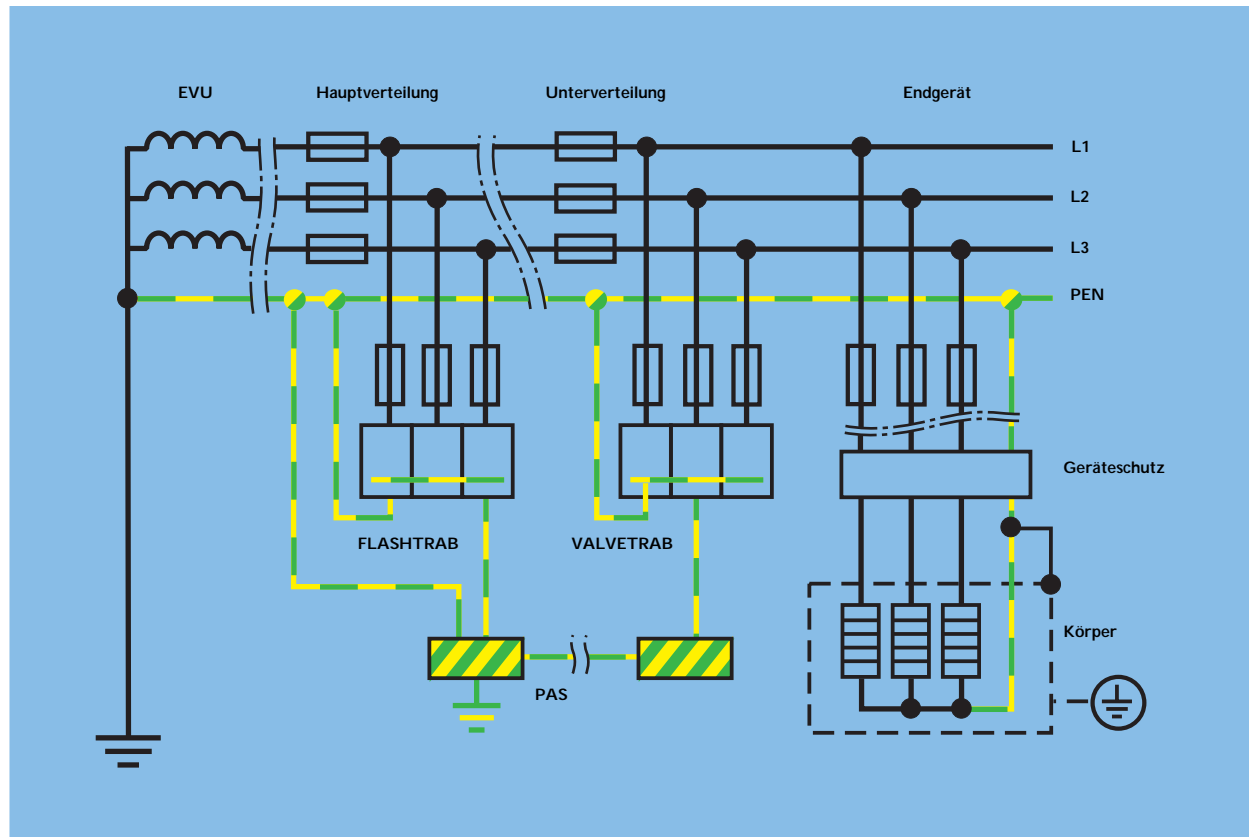 EVU
Hauptverteilung
Unterverteilung
Endgerät
L1
L2
L3
PEN
Geräteschutz
FLASHTRAB
VALVETRAB
Körper
PAS